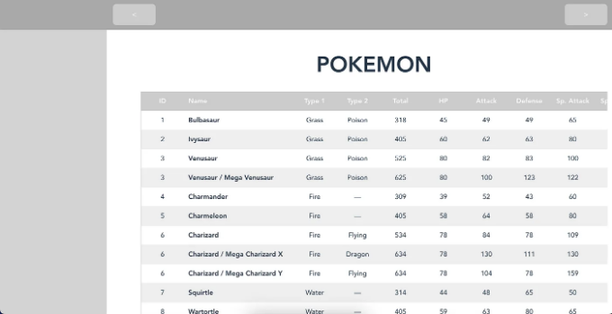 POKEMON
ID Name Type 1 Type 2 Total HP Attack Defense Sp. Attack Sp
1 Bulbasaur Grass Poison 318 45 49 49 65
2 Ivysaur Grass Poison 405 60 62 63 80
3 Venusaur Grass Poison 525 80 82 83 100
3 Venusaur / Mega Venusaur Grass Poison 625 80 100 123 122
4 Charmander Fire — 309 39 52 43 60
5 Charmeleon Fire — 405 58 64 58 80
6 Charizard Fire Flying 534 78 84 78 109
6 Charizard / Mega Charizard X Fire Dragon 634 78 130 111 130
6 Charizard / Mega Charizard Y Fire Flying 634 78 104 78 159
7 Squirtle Water — 314 44 48 65 50
8 Wartortle Water — 405 59 63 80 65